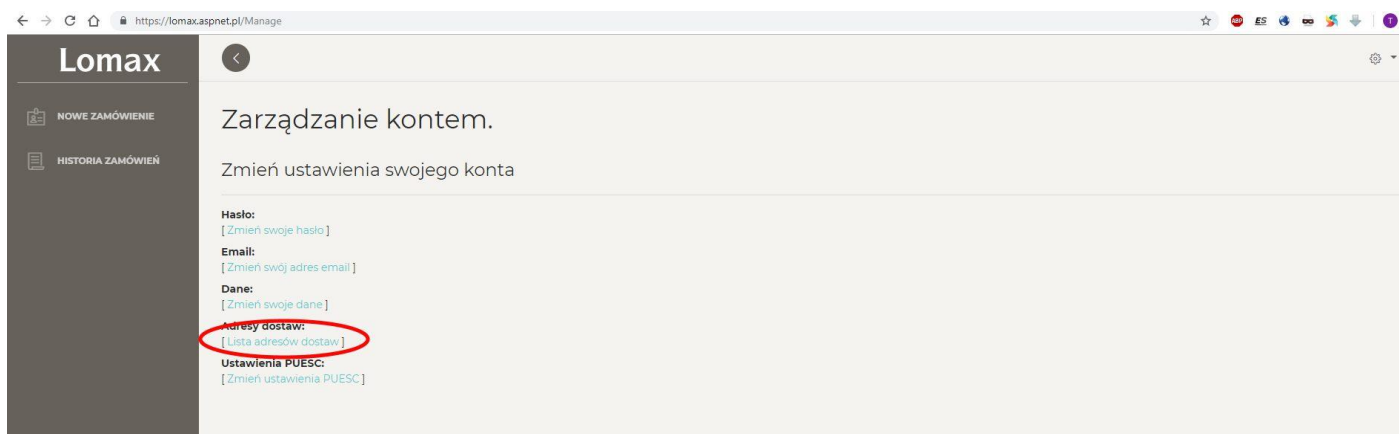 https://lomax.aspnet.pl/Manage
ABP ES T
Lomax
NOWE ZAMÓWIENIE
HISTORIA ZAMÓWIEŃ
Zarządzanie kontem.
Zmień ustawienia swojego konta
Hasło:
[ Zmień swoje hasło ]
Email:
[ Zmień swój adres email ]
Dane:
[ Zmień swoje dane ]
Adresy dostaw:
[ Lista adresów dostaw ]
Ustawienia PUESC:
[ Zmień ustawienia PUESC ]